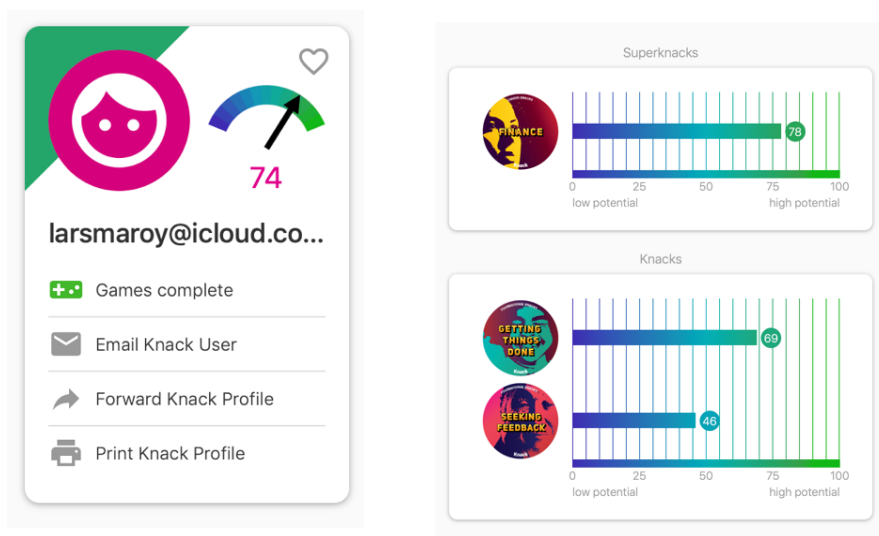 74
larsmaroy@icloud.co...
Games complete
Email Knack User
Forward Knack Profile
Print Knack Profile
Superknacks
FINANCE
Knack
78
0 25 50 75 100
low potential high potential
Knacks
GETTING
THINGS
DONE
Knack
69
SEEKING
FEEDBACK
Knack
46
0 25 50 75 100
low potential high potential